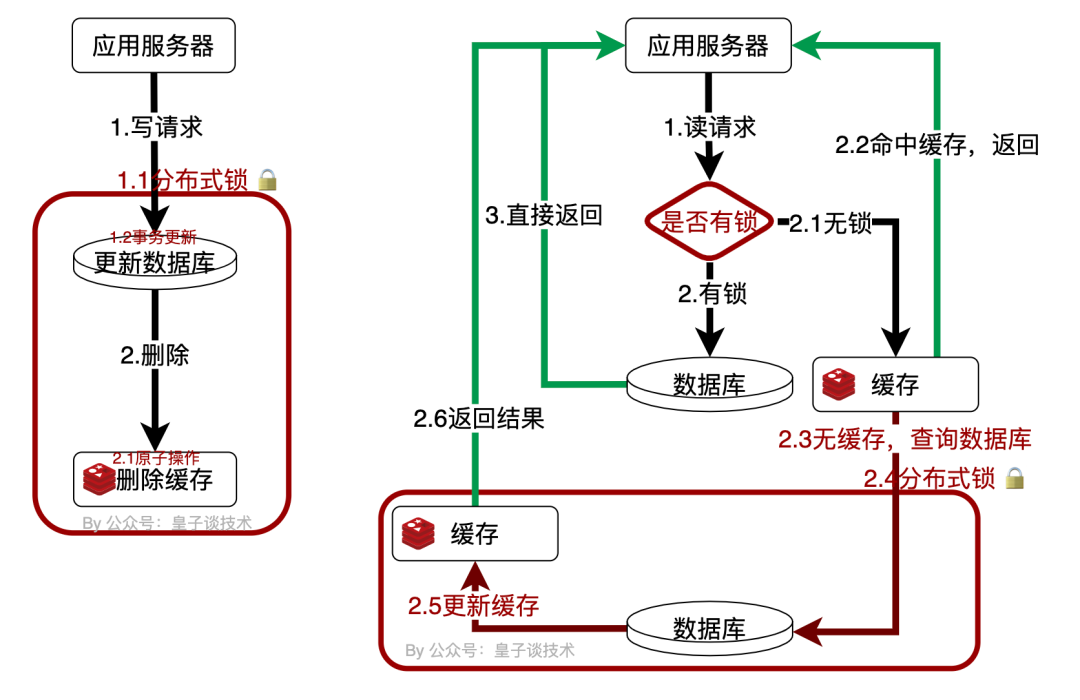 应用服务器
1.写请求
1.1分布式锁
1.2事务更新
更新数据库
2.删除
2.1原子操作
删除缓存
By 公众号：皇子谈技术
应用服务器
1.读请求
2.2命中缓存，返回
3.直接返回
是否有锁
2.1无锁
2.有锁
数据库
缓存
2.6返回结果
2.3无缓存，查询数据库
2.4分布式锁
缓存
2.5更新缓存
数据库
By 公众号：皇子谈技术